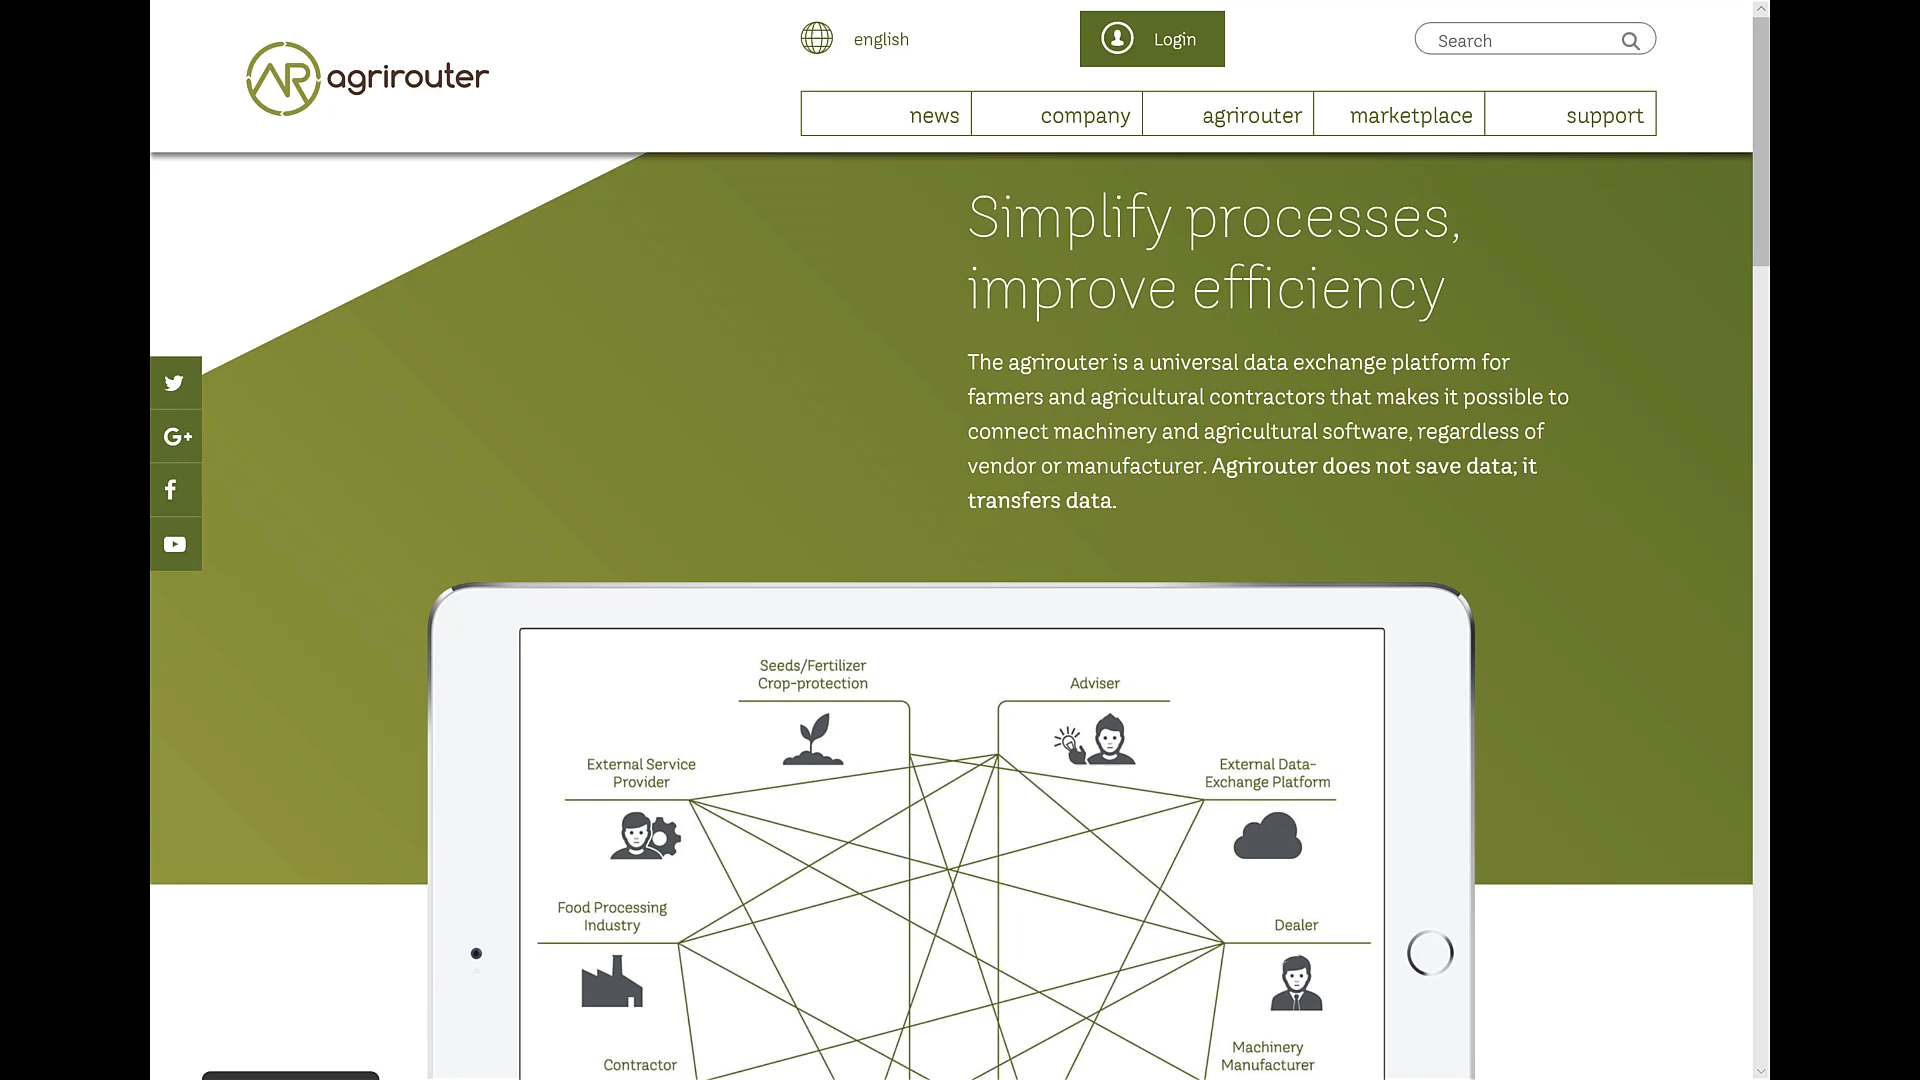 english
Login
Search
AR agrirouter
news
company
agrirouter
marketplace
support
Simplify processes,
improve efficiency
The agrirouter is a universal data exchange platform for
farmers and agricultural contractors that makes it possible to
connect machinery and agricultural software, regardless of
vendor or manufacturer. Agrirouter does not save data; it
transfers data.
G+
f
Seeds/Fertilizer
Crop-protection
Adviser
External Service
Provider
External Data-
Exchange Platform
Food Processing
Industry
Dealer
Contractor
Machinery
Manufacturer